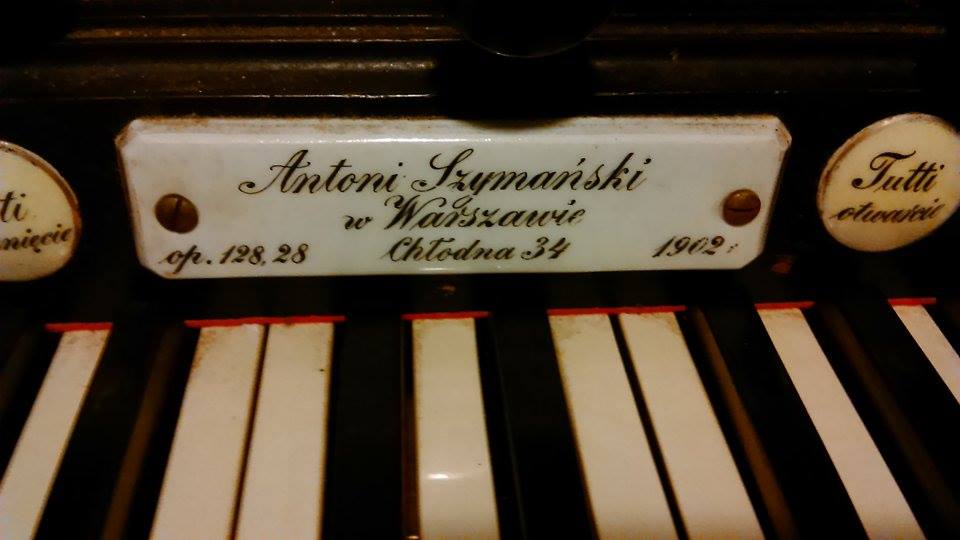 Antoni Szymański
w Warszawie
op. 128, 28 Chłodna 34 1902 r
Tutti
otwarcie